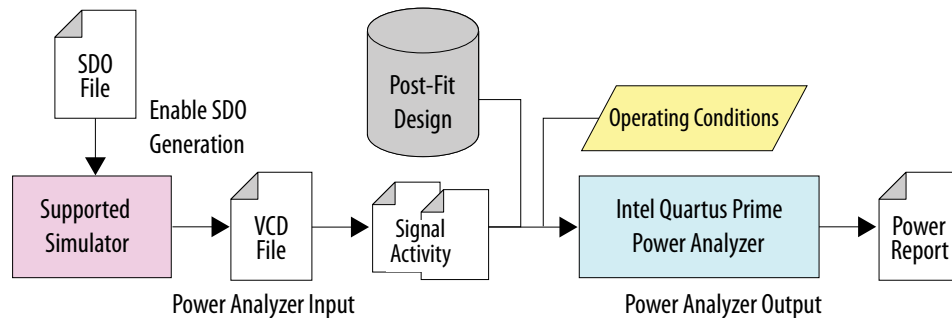 SDO
File
Enable SDO
Generation
Post-Fit
Design
Operating Conditions
Supported
Simulator
VCD
File
Signal
Activity
Intel Quartus Prime
Power Analyzer
Power
Report
Power Analyzer Input
Power Analyzer Output